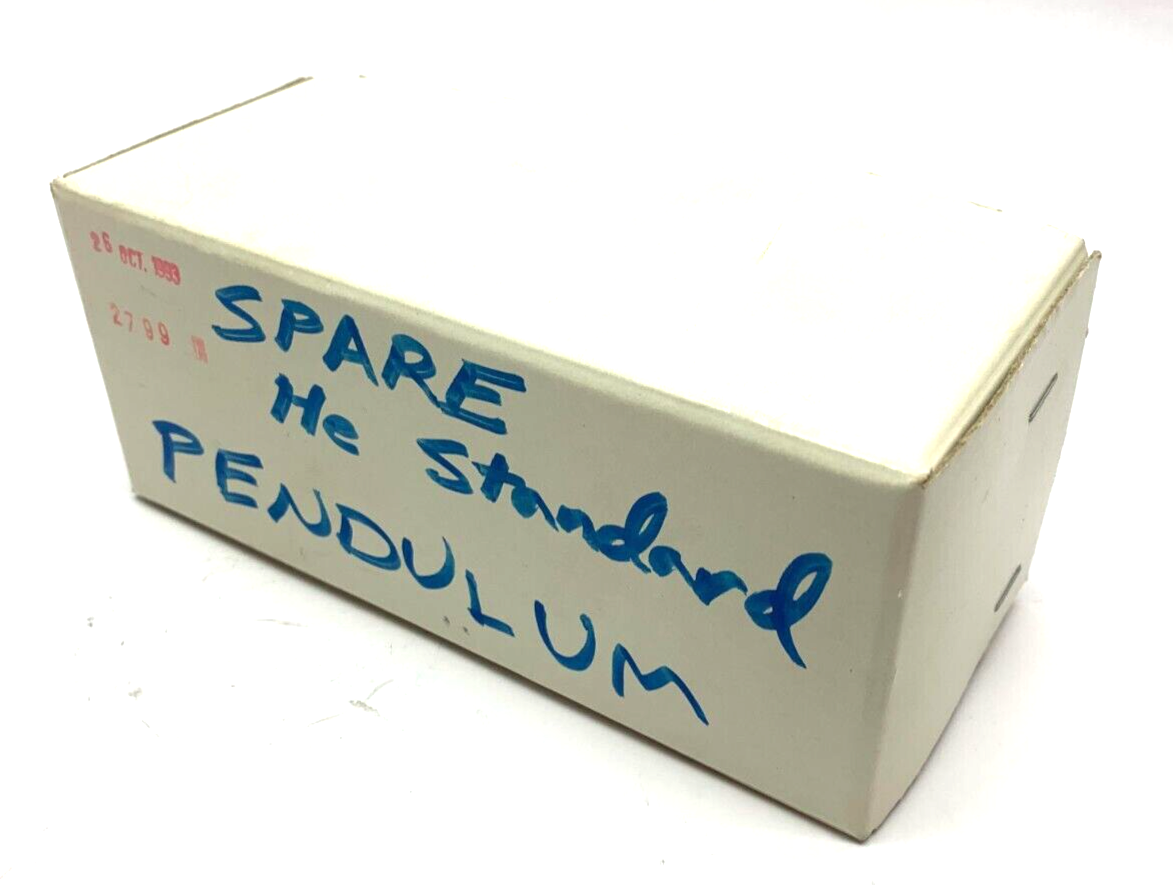 26 OCT. 1993
2799
SPARE
He Standard
PENDULUM